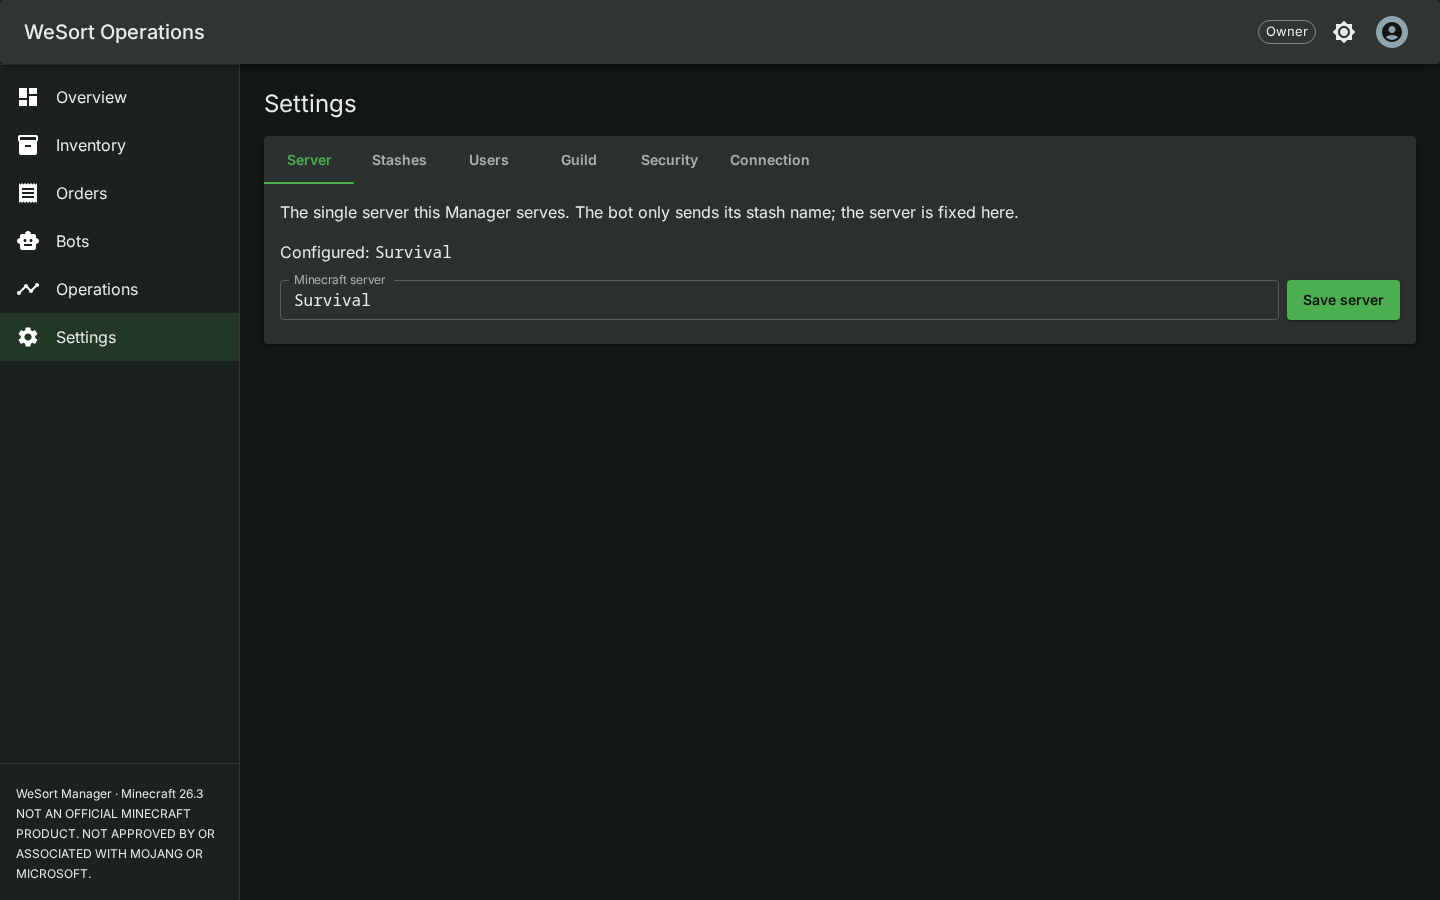 WeSort Operations
Owner
Overview
Inventory
Orders
Bots
Operations
Settings
Settings
Server
Stashes
Users
Guild
Security
Connection
The single server this Manager serves. The bot only sends its stash name; the server is fixed here.
Configured: Survival
Minecraft server
Survival
Save server
WeSort Manager · Minecraft 26.3
NOT AN OFFICIAL MINECRAFT
PRODUCT. NOT APPROVED BY OR
ASSOCIATED WITH MOJANG OR
MICROSOFT.